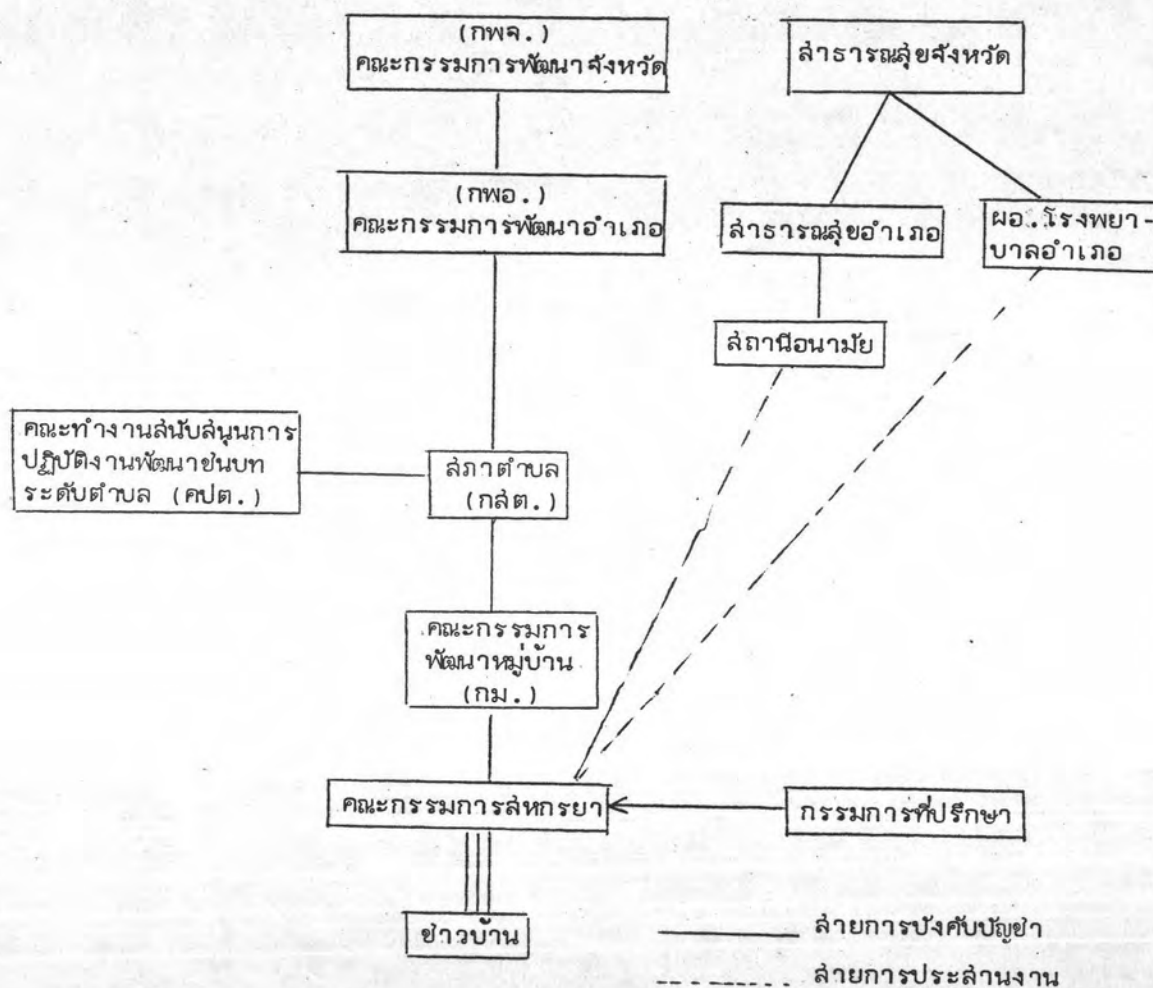 (กพจ.)
คณะกรรมการพัฒนาจังหวัด
สาธารณสุขจังหวัด
(กพอ.)
คณะกรรมการพัฒนาอำเภอ
สาธารณสุขอำเภอ
ผอ..โรงพยา-
บาลอำเภอ
สถานีอนามัย
คณะทำงานสนับสนุนการ
ปฏิบัติงานพัฒนาชนบท
ระดับตำบล (คปต.)
สภาตำบล
(กสต.)
คณะกรรมการ
พัฒนาหมู่บ้าน
(กม.)
คณะกรรมการสหกรยา
กรรมการที่ปรึกษา
ชาวบ้าน
สายการบังคับบัญชา
สายการประสานงาน